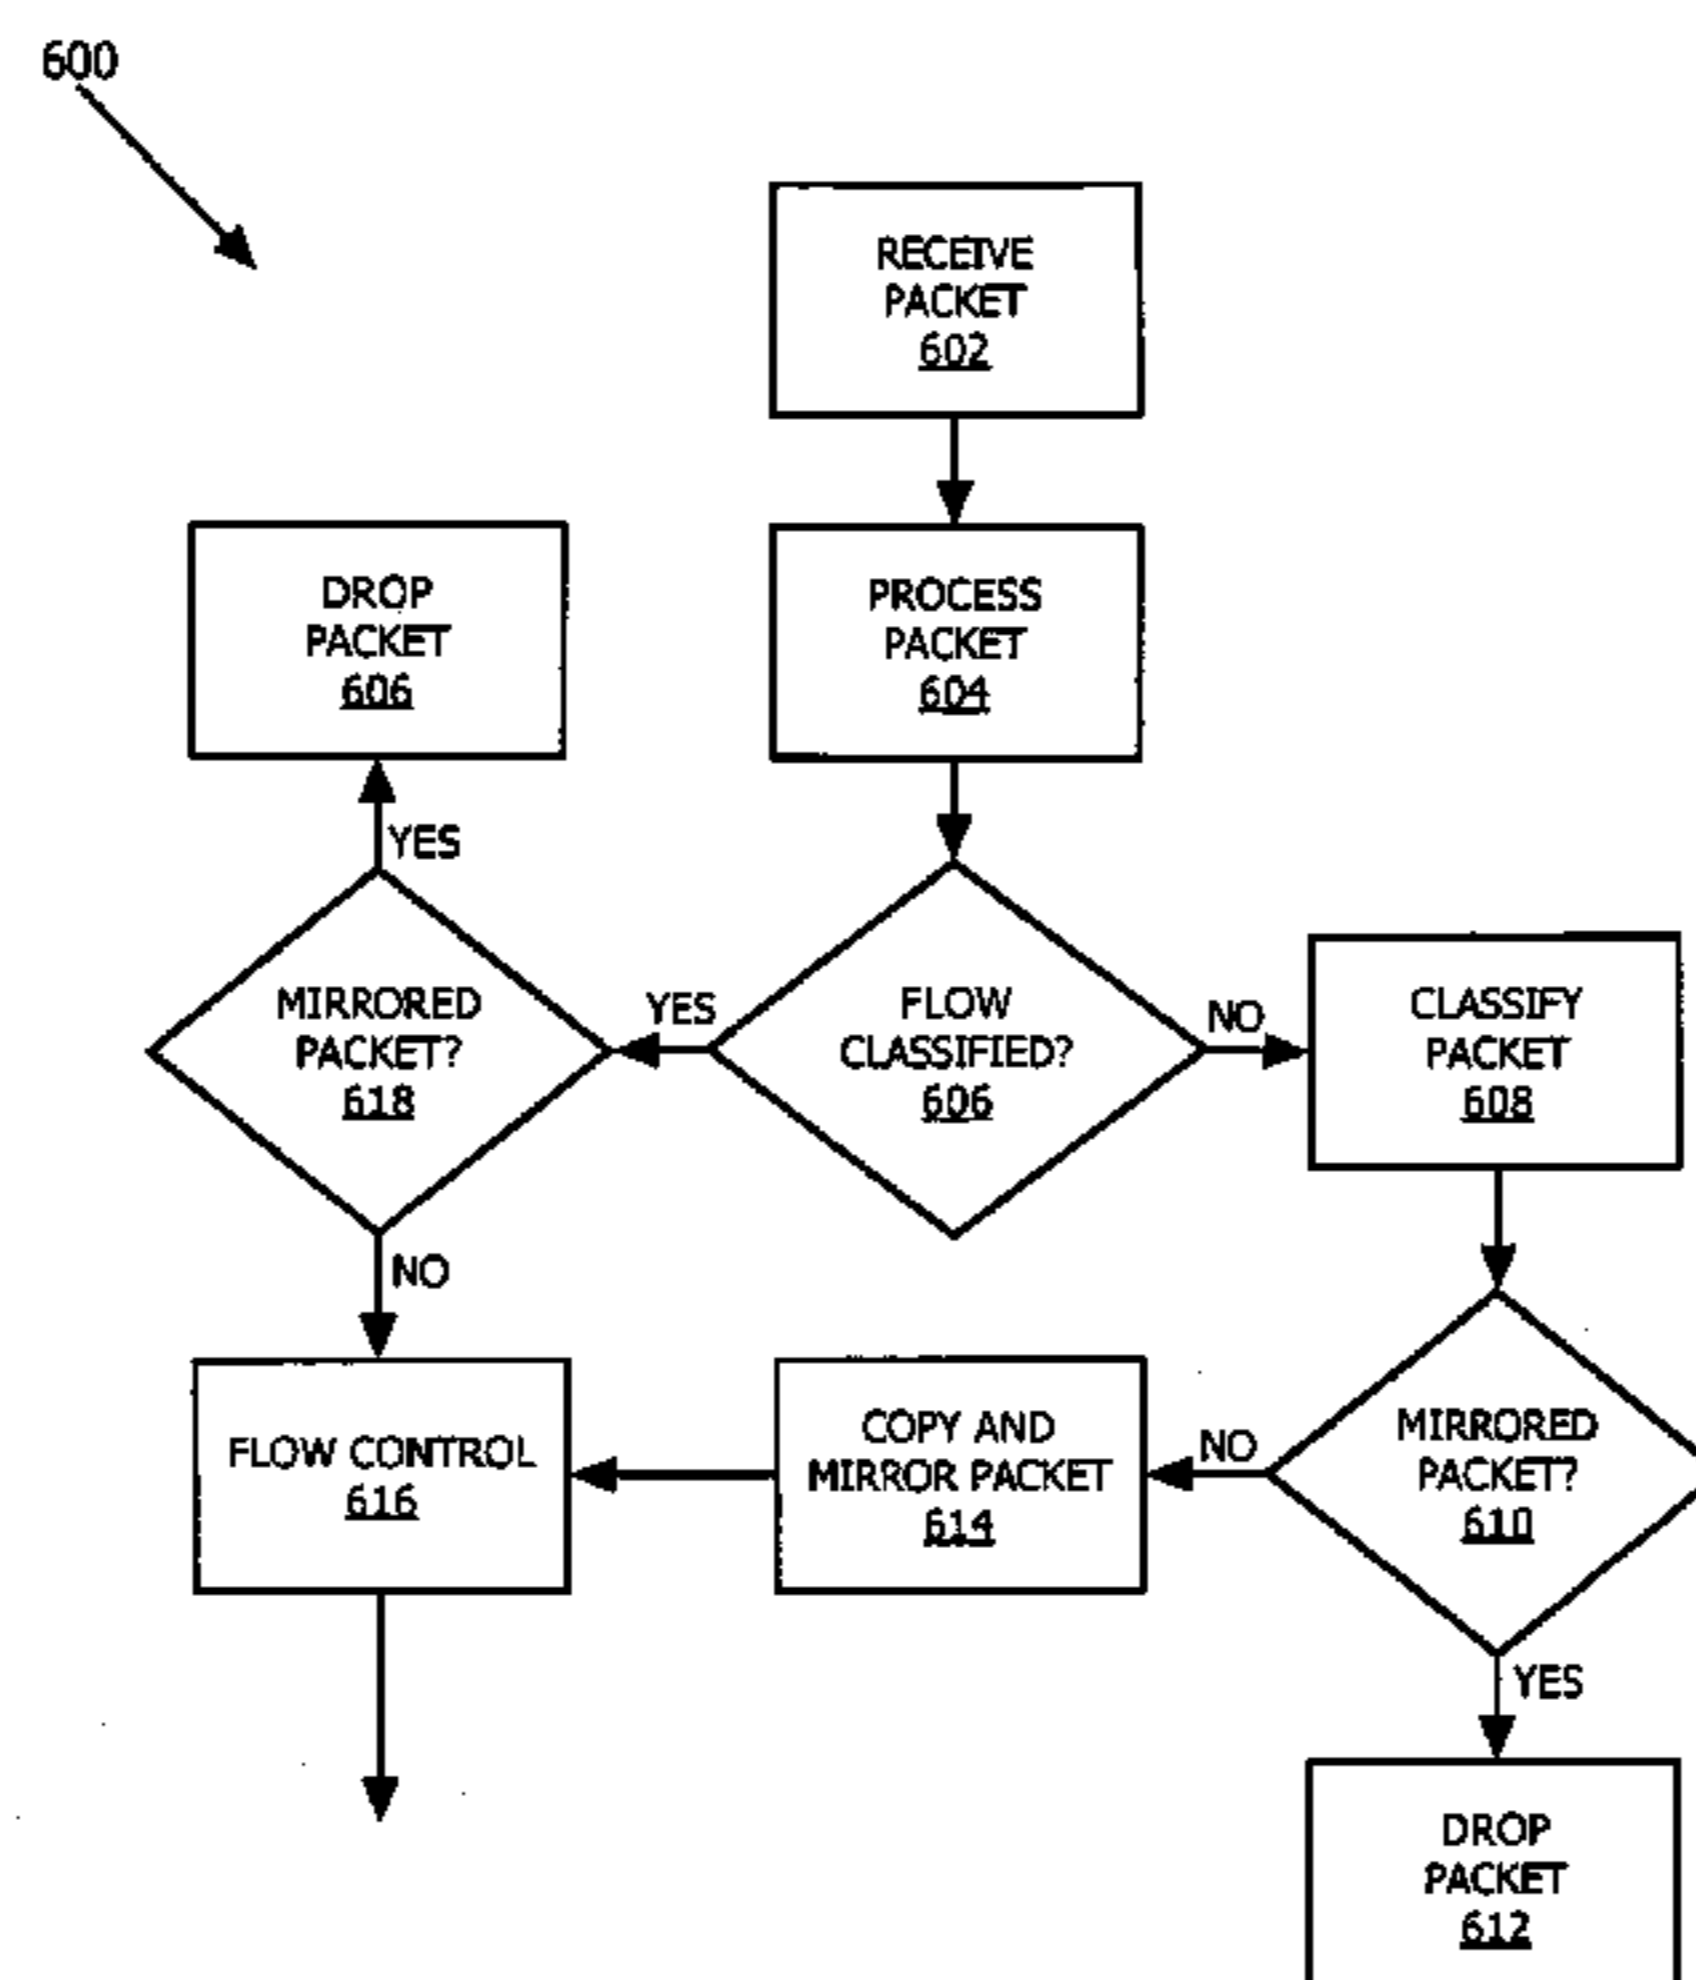 600
RECEIVE
PACKET
602
DROP
PACKET
606
PROCESS
PACKET
604
YES
MIRRORED
PACKET?
618
YES
FLOW
CLASSIFIED?
606
NO
CLASSIFY
PACKET
608
NO
FLOW CONTROL
616
COPY AND
MIRROR PACKET
614
NO
MIRRORED
PACKET?
610
YES
DROP
PACKET
612